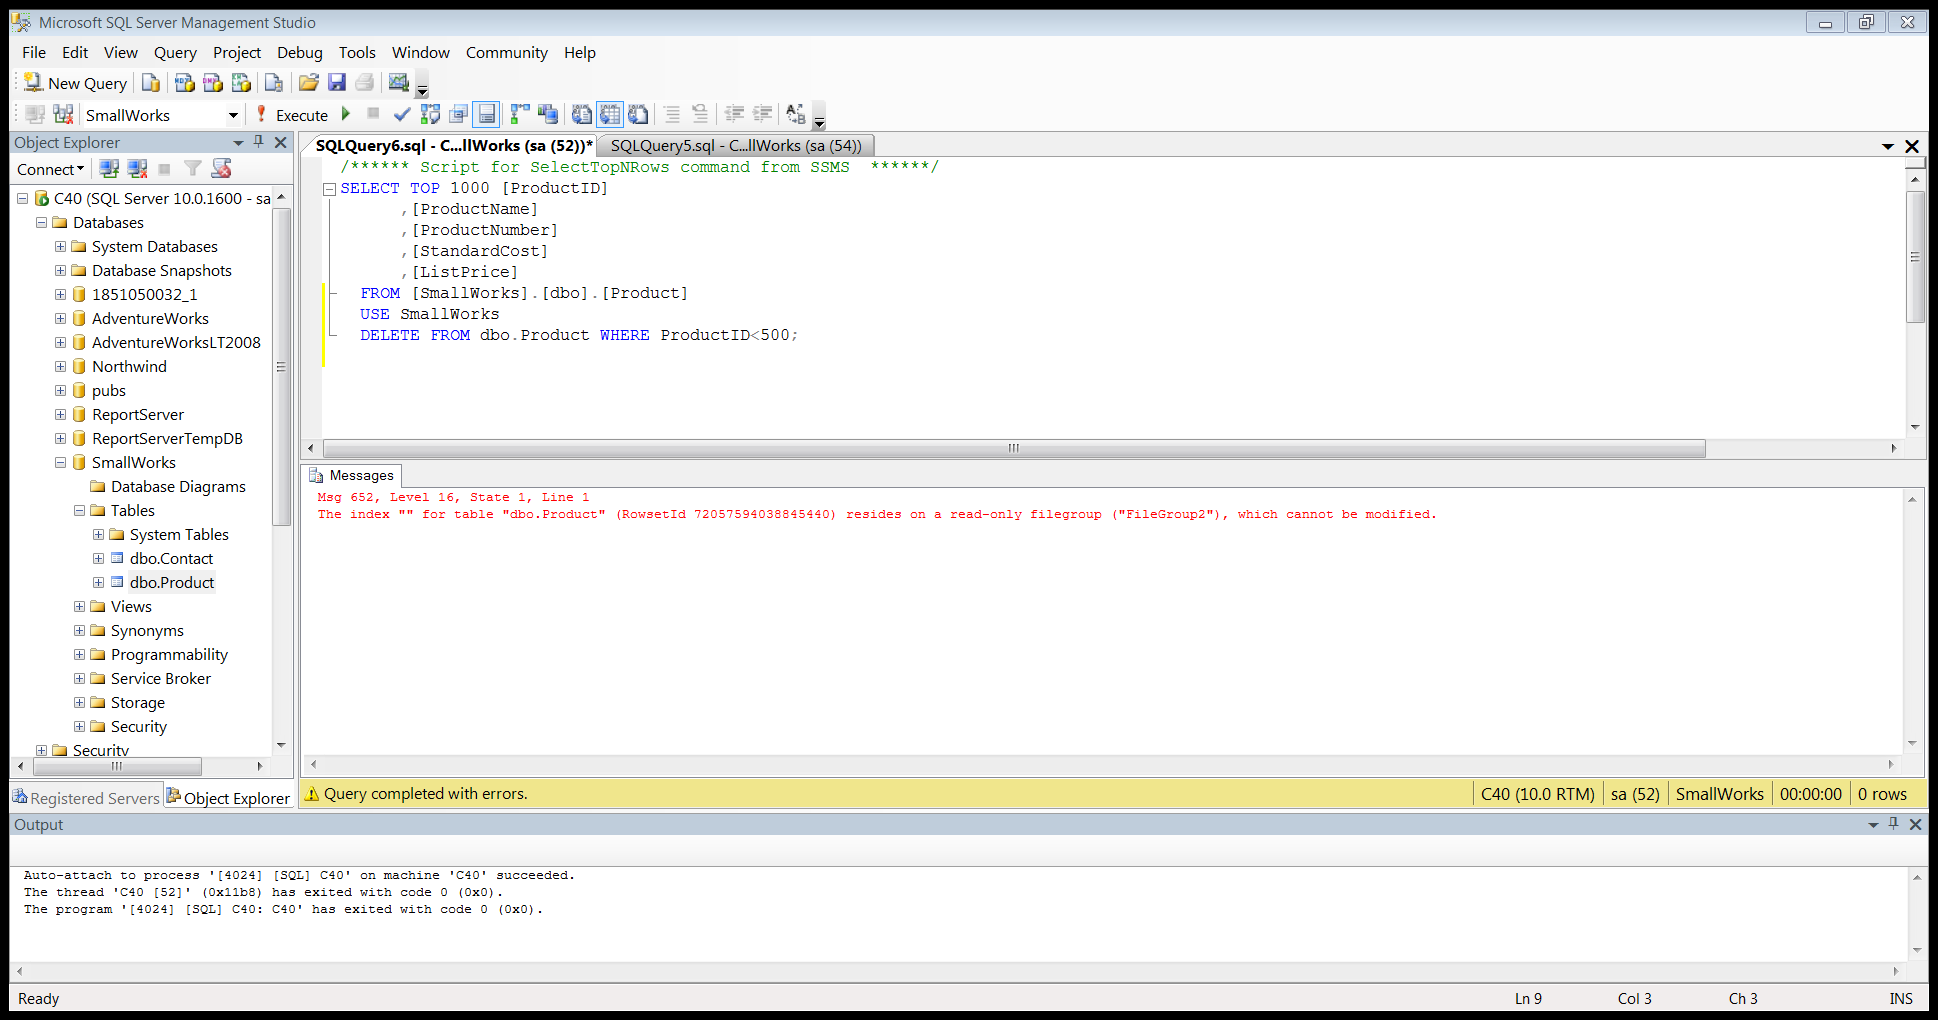 Microsoft SQL Server Management Studio
File Edit View Query Project Debug Tools Window Community Help
New Query
SmallWorks Execute
Object Explorer
Connect
C40 (SQL Server 10.0.1600 - sa
Databases
System Databases
Database Snapshots
1851050032_1
AdventureWorks
AdventureWorksLT2008
Northwind
pubs
ReportServer
ReportServerTempDB
SmallWorks
Database Diagrams
Tables
System Tables
dbo.Contact
dbo.Product
Views
Synonyms
Programmability
Service Broker
Storage
Security
Security
Registered Servers Object Explorer
SQLQuery6.sql - C...llWorks (sa (52))* SQLQuery5.sql - C...llWorks (sa (54))
/****** Script for SelectTopNRows command from SSMS ******/
SELECT TOP 1000 [ProductID]
,[ProductName]
,[ProductNumber]
,[StandardCost]
,[ListPrice]
FROM [SmallWorks].[dbo].[Product]
USE SmallWorks
DELETE FROM dbo.Product WHERE ProductID<500;
Messages
Msg 652, Level 16, State 1, Line 1
The index "" for table "dbo.Product" (RowsetId 72057594038845440) resides on a read-only filegroup ("FileGroup2"), which cannot be modified.
Query completed with errors. C40 (10.0 RTM) sa (52) SmallWorks 00:00:00 0 rows
Output
Auto-attach to process '[4024] [SQL] C40' on machine 'C40' succeeded.
The thread 'C40 [52]' (0x11b8) has exited with code 0 (0x0).
The program '[4024] [SQL] C40: C40' has exited with code 0 (0x0).
Ready Ln 9 Col 3 Ch 3 INS